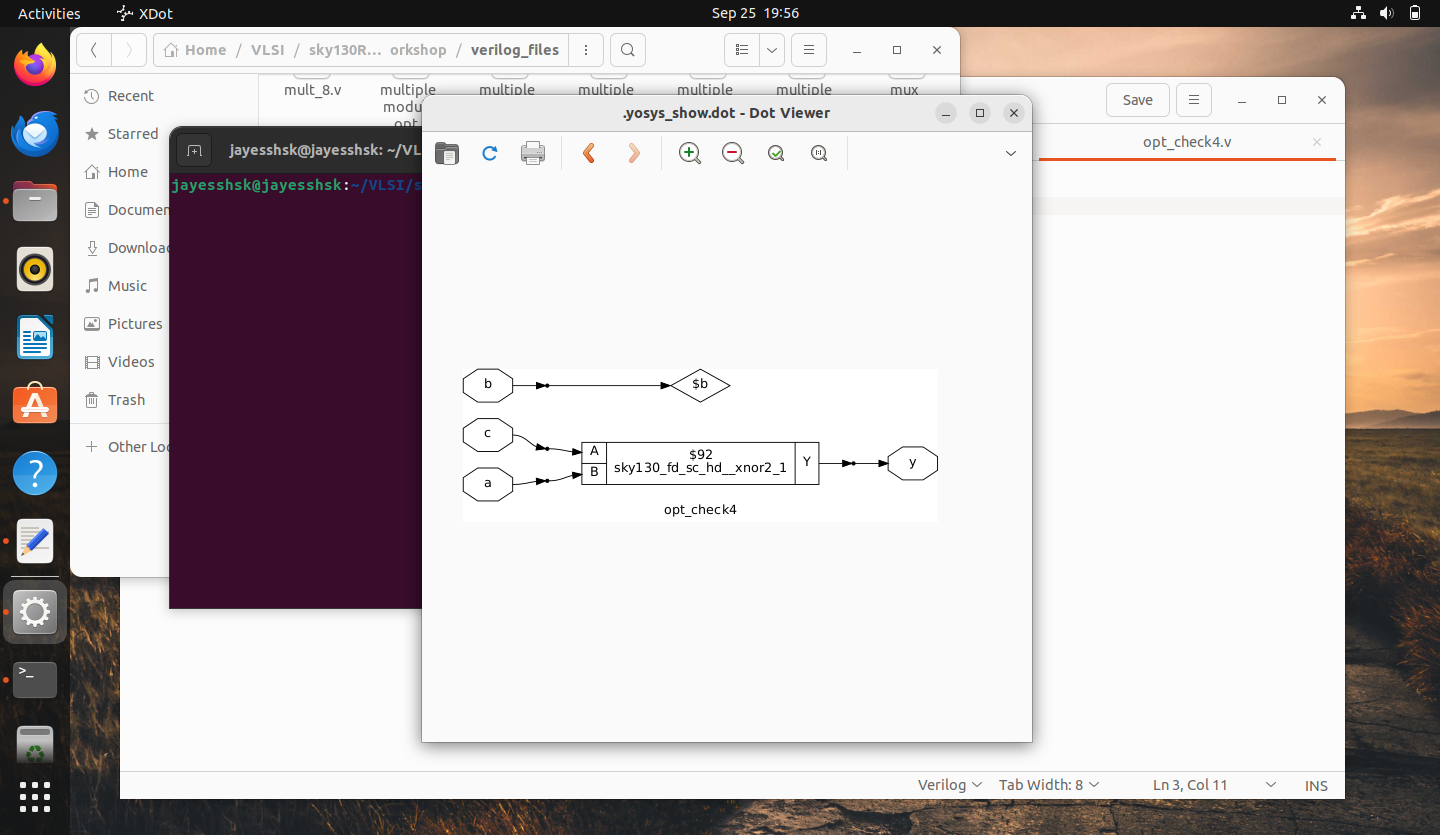 Activities
XDot
Sep 25 19:56
Home / VLSI / sky130R… orkshop / verilog_files
mult_8.v
multiple
multiple
multiple
multiple
multiple
mux
modu
opt
Recent
Starred
Home
Documen
Downloa
Music
Pictures
Videos
Trash
Other Loc
Save
opt_check4.v
jayesshsk@jayesshsk: ~/VL
jayesshsk@jayesshsk:~/VLSI/s
.yosys_show.dot - Dot Viewer
b
$b
c
A
$92
Y
y
sky130_fd_sc_hd__xnor2_1
B
a
opt_check4
Verilog
Tab Width: 8
Ln 3, Col 11
INS